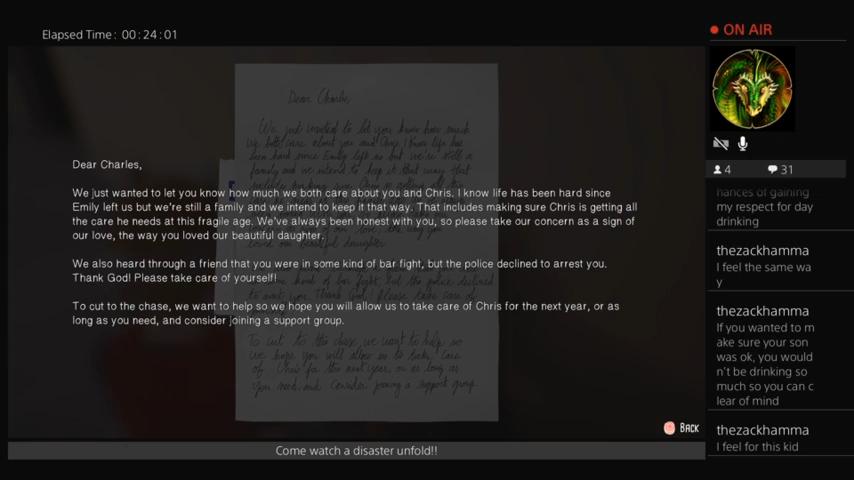 Elapsed Time: 00:24:01
ON AIR
4
31
Dear Charles,
We just wanted to let you know how much we both care about you and Chris. I know life has been hard since
Emily left us but we're still a family and we intend to keep it that way. That includes making sure Chris is getting all
the care he needs at this fragile age. We've always been honest with you, so please take our concern as a sign of
our love, the way you loved our beautiful daughter.
We also heard through a friend that you were in some kind of bar fight, but the police declined to arrest you.
Thank God! Please take care of yourself!
To cut to the chase, we want to help so we hope you will allow us to take care of Chris for the next year, or as
long as you need, and consider joining a support group.
BACK
Come watch a disaster unfold!!
hances of gaining
my respect for day
drinking
thezackhamma
I feel the same wa
y
thezackhamma
If you wanted to m
ake sure your son
was ok, you would
n't be drinking so
much so you can c
lear of mind
thezackhamma
I feel for this kid